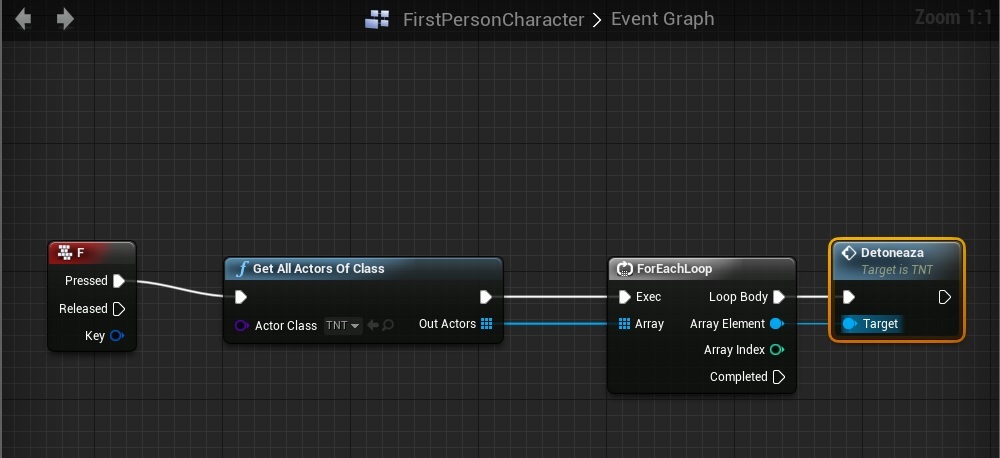 FirstPersonCharacter > Event Graph
Zoom 1:1
F
Pressed
Released
Key
f Get All Actors Of Class
Actor Class TNT Out Actors
ForEachLoop
Exec Loop Body
Array Array Element
Array Index
Completed
Detoneaza
Target is TNT
Target